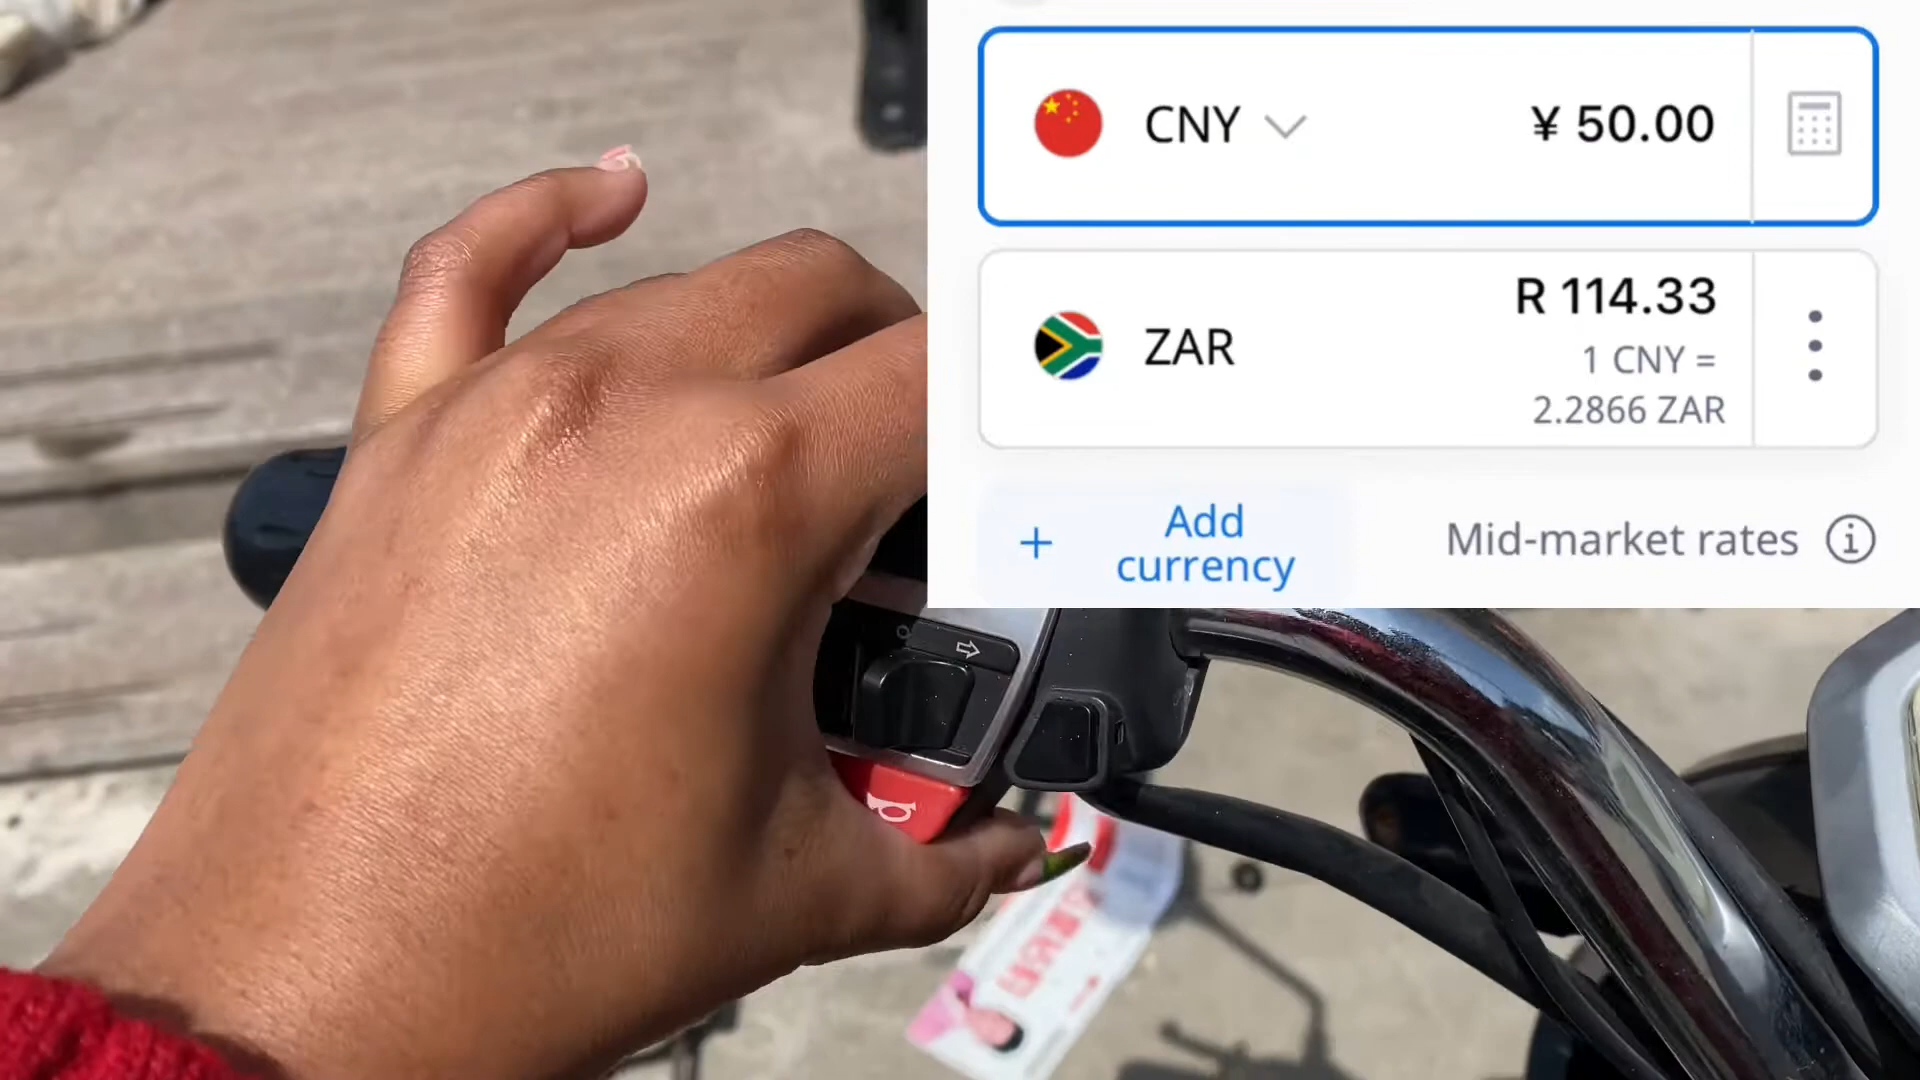 CNY
¥ 50.00
ZAR
R 114.33
1 CNY =
2.2866 ZAR
Add
currency
Mid-market rates